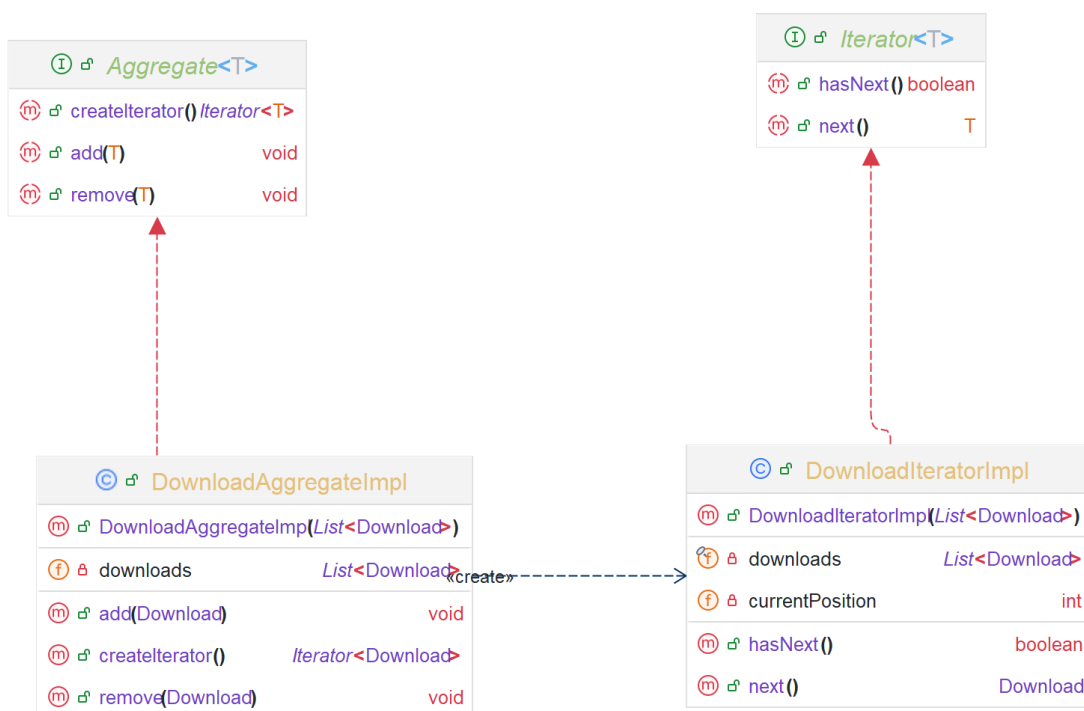 Aggregate<T>
createIterator() Iterator<T>
add(T) void
remove(T) void
Iterator<T>
hasNext() boolean
next() T
DownloadAggregateImpl
DownloadAggregateImpl(List<Download>)
downloads List<Download>
add(Download) void
createIterator() Iterator<Download>
remove(Download) void
«create»
DownloadIteratorImpl
DownloadIteratorImpl(List<Download>)
downloads List<Download>
currentPosition int
hasNext() boolean
next() Download